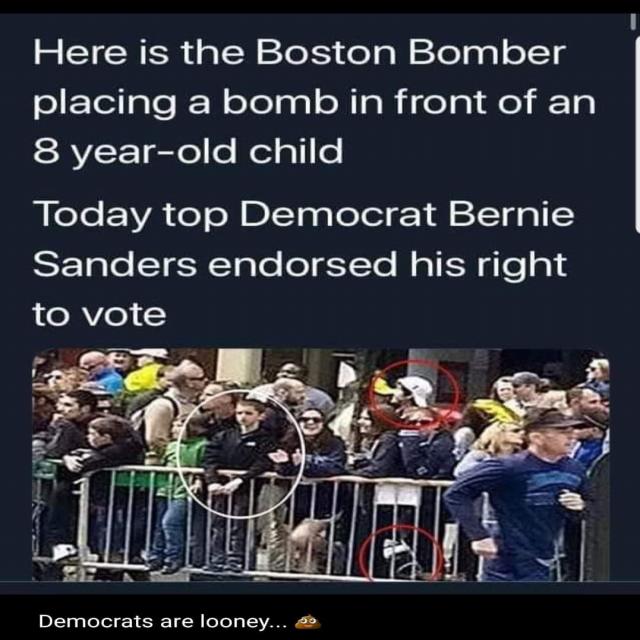 Here is the Boston Bomber
placing a bomb in front of an
8 year-old child
Today top Democrat Bernie
Sanders endorsed his right
to vote
Democrats are looney... 💩